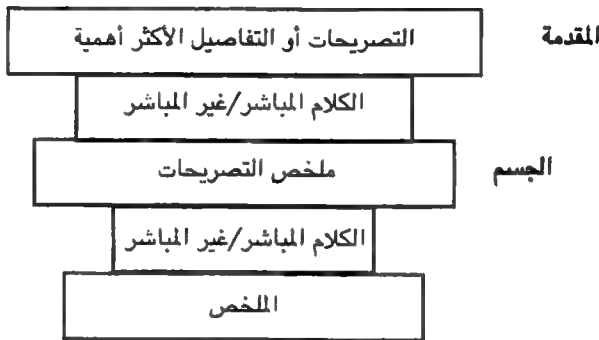 المقدمة
التصريحات أو التفاصيل الأكثر أهمية
الكلام المباشر/غير المباشر
الجسم
ملخص التصريحات
الكلام المباشر/غير المباشر
الملخص